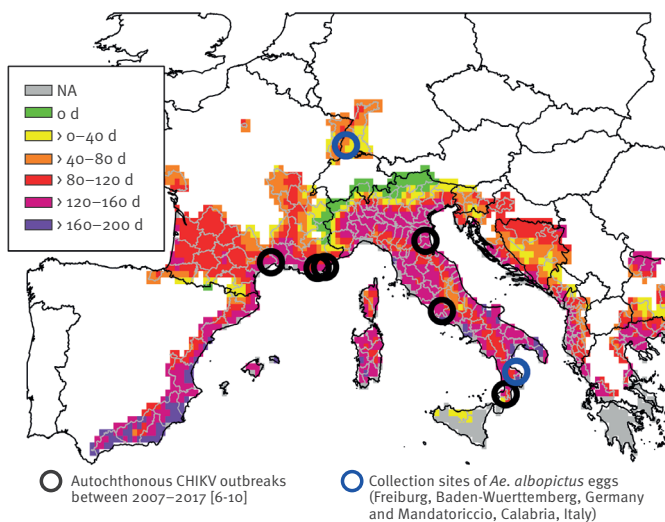 NA
0 d
> 0–40 d
> 40–80 d
> 80–120 d
> 120–160 d
> 160–200 d
Autochthonous CHIKV outbreaks
between 2007–2017 [6-10]
Collection sites of Ae. albopictus eggs
(Freiburg, Baden-Wuerttemberg, Germany
and Mandatoriccio, Calabria, Italy)